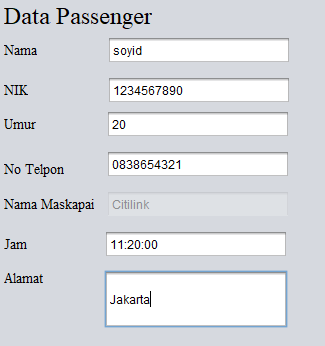 Data Passenger
Nama soyid
NIK 1234567890
Umur 20
No Telpon 0838654321
Nama Maskapai Citilink
Jam 11:20:00
Alamat Jakarta